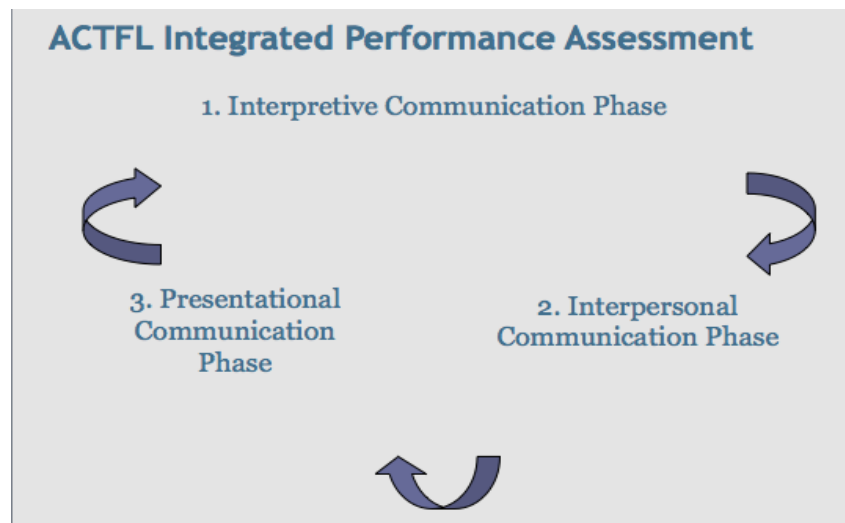 ACTFL Integrated Performance Assessment
1. Interpretive Communication Phase
3. Presentational
Communication
Phase
2. Interpersonal
Communication Phase